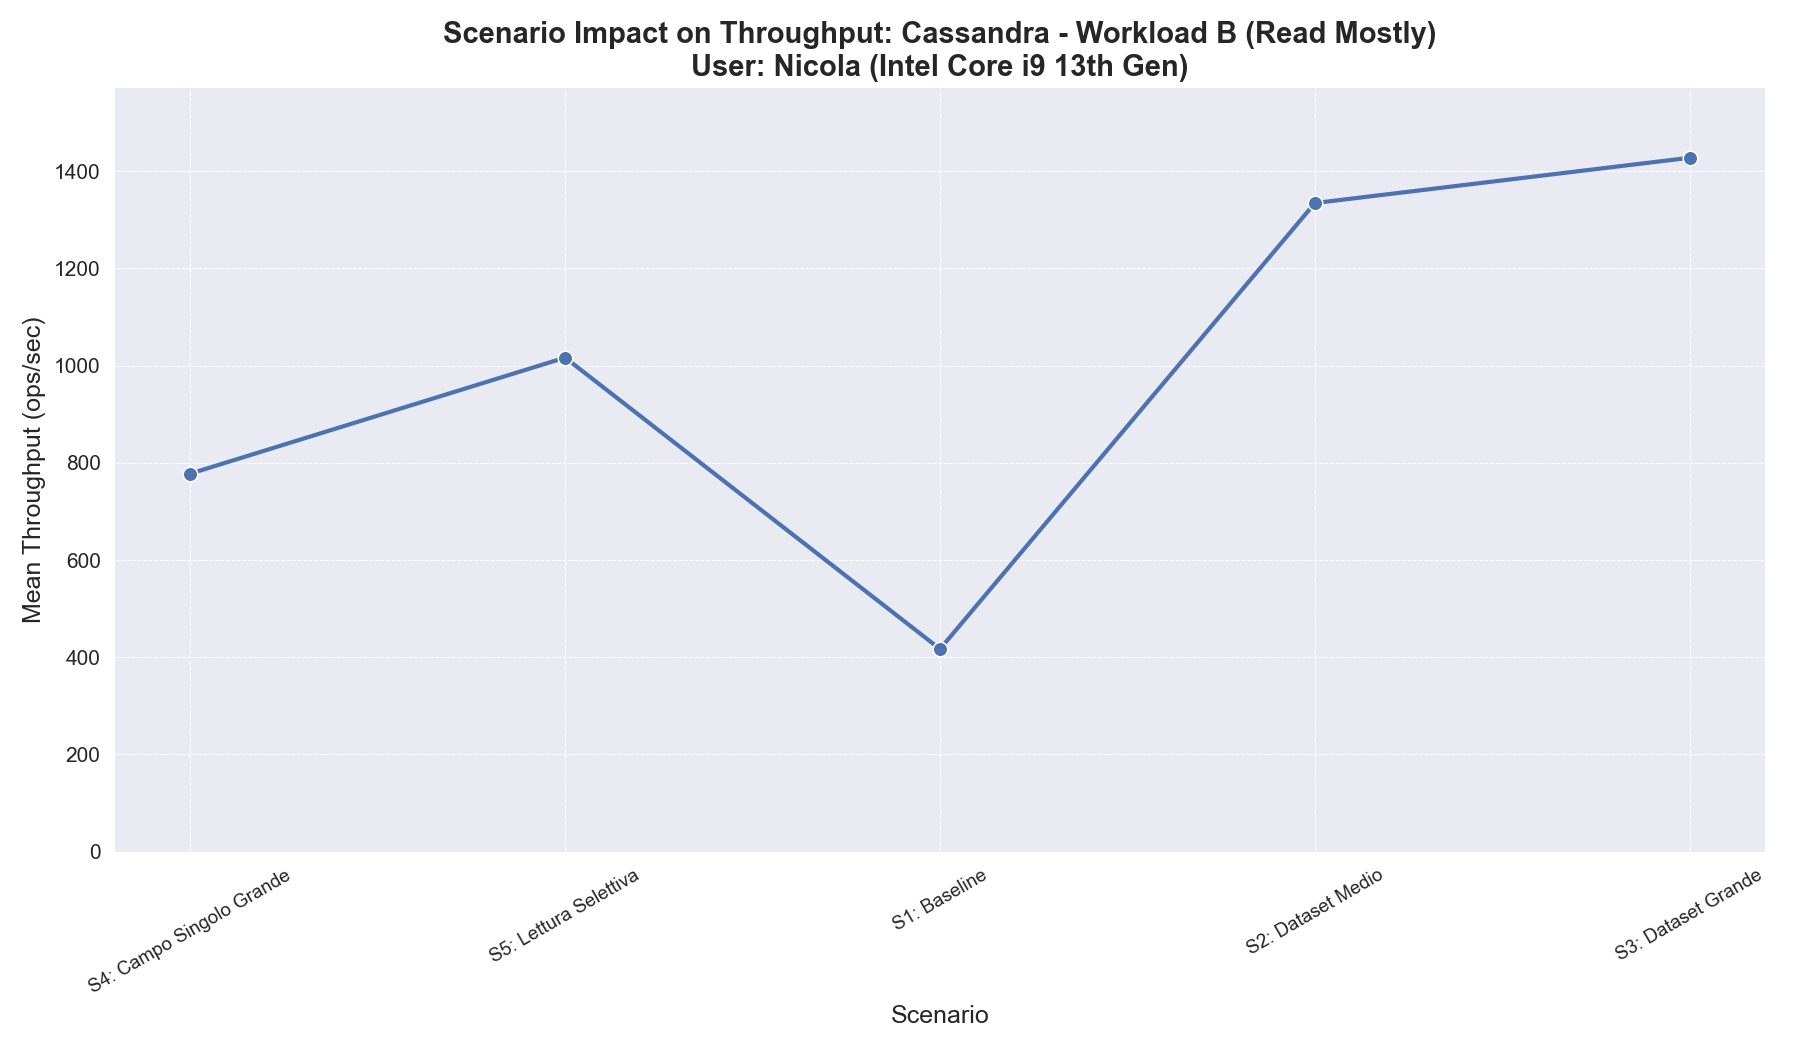 Scenario Impact on Throughput: Cassandra - Workload B (Read Mostly)
User: Nicola (Intel Core i9 13th Gen)
Mean Throughput (ops/sec)
1400
1200
1000
800
600
400
200
0
S4: Campo Singolo Grande
S5: Lettura Selettiva
S1: Baseline
S2: Dataset Medio
S3: Dataset Grande
Scenario